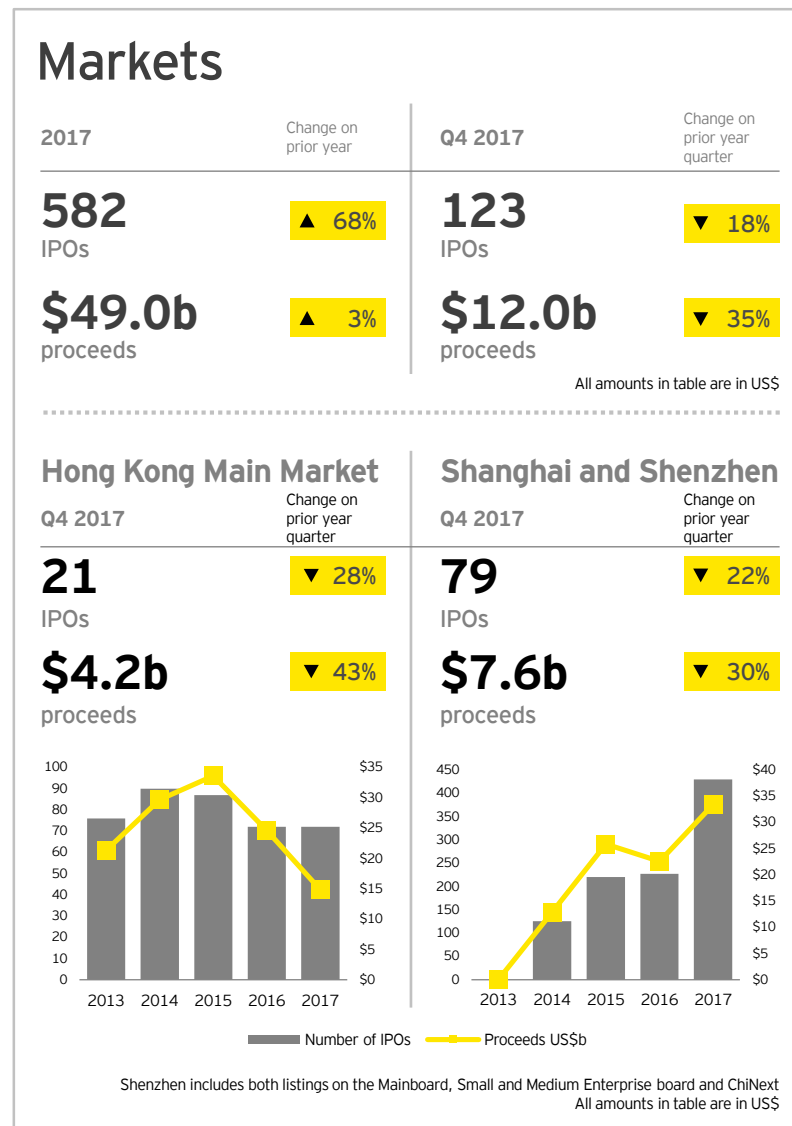 Markets
2017
Change on
prior year
Q4 2017
Change on
prior year
quarter
582
IPOs
▲ 68%
123
IPOs
▼ 18%
$49.0b
proceeds
▲ 3%
$12.0b
proceeds
▼ 35%
All amounts in table are in US$
Hong Kong Main Market
Q4 2017
Change on
prior year
quarter
21
IPOs
▼ 28%
$4.2b
proceeds
▼ 43%
Shanghai and Shenzhen
Q4 2017
Change on
prior year
quarter
79
IPOs
▼ 22%
$7.6b
proceeds
▼ 30%
100
90
80
70
60
50
40
30
20
10
0
$35
$30
$25
$20
$15
$10
$5
$0
2013 2014 2015 2016 2017
450
400
350
300
250
200
150
100
50
0
$40
$35
$30
$25
$20
$15
$10
$5
$0
2013 2014 2015 2016 2017
Number of IPOs Proceeds US$b
Shenzhen includes both listings on the Mainboard, Small and Medium Enterprise board and ChiNext
All amounts in table are in US$